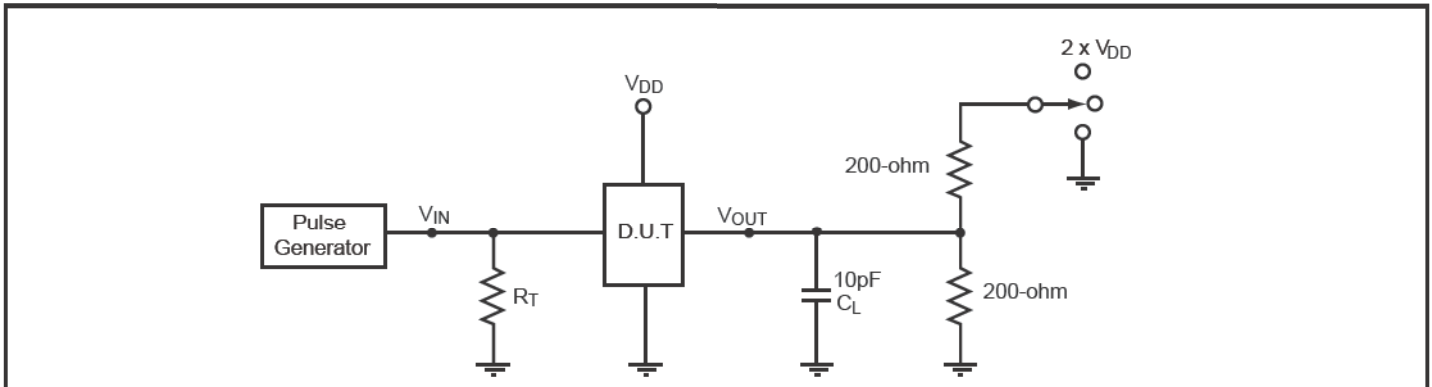 2 x VDD
VDD
200-ohm
Pulse
Generator
VIN
D.U.T
VOUT
RT
10pF
CL
200-ohm